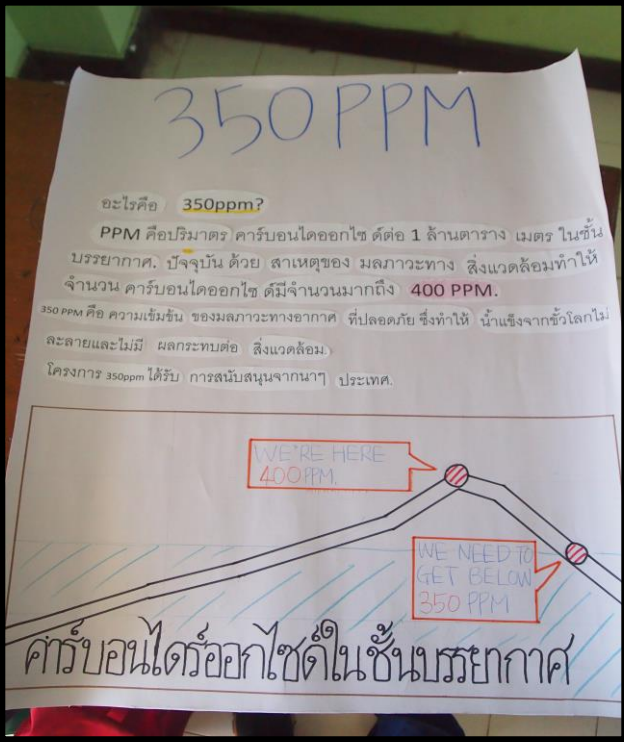 350PPM
อะไรคือ 350ppm?
PPM คือปริมาตร คาร์บอนไดออกไซ ด์ต่อ 1 ล้านตาราง เมตร ในชั้น
บรรยากาศ. ปัจจุบัน ด้วย สาเหตุของ มลภาวะทาง สิ่งแวดล้อมทำให้
จำนวน คาร์บอนไดออกไซ ด์มีจำนวนมากถึง 400 PPM.
350 PPM คือ ความเข้มข้น ของมลภาวะทางอากาศ ที่ปลอดภัย ซึ่งทำให้ น้ำแข็งจากขั้วโลกไม่
ละลายและไม่มี ผลกระทบต่อ สิ่งแวดล้อม.
โครงการ 350ppm ได้รับ การสนับสนุนจากนาๆ ประเทศ.
WE'RE HERE
400PPM.
WE NEED TO
GET BELOW
350 PPM
คาร์บอนไดร์ออกไซด์ในชั้นบรรยากาศ